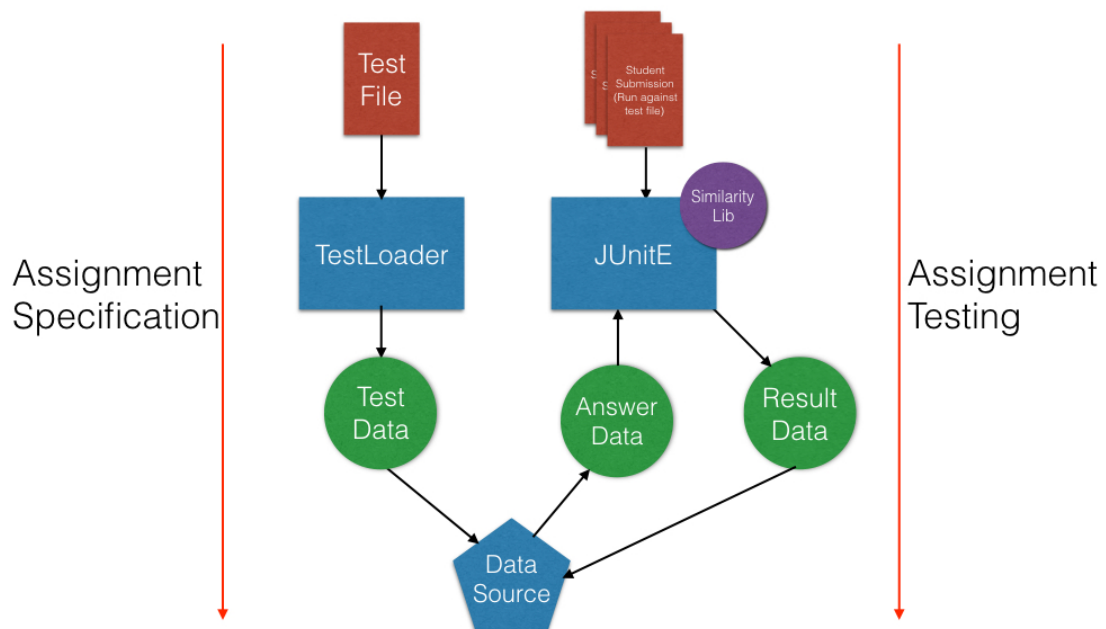 Test
File
S
S
Student
Submission
(Run against
test file)
Similarity
Lib
TestLoader
JUnitE
Assignment
Specification
Assignment
Testing
Test
Data
Answer
Data
Result
Data
Data
Source